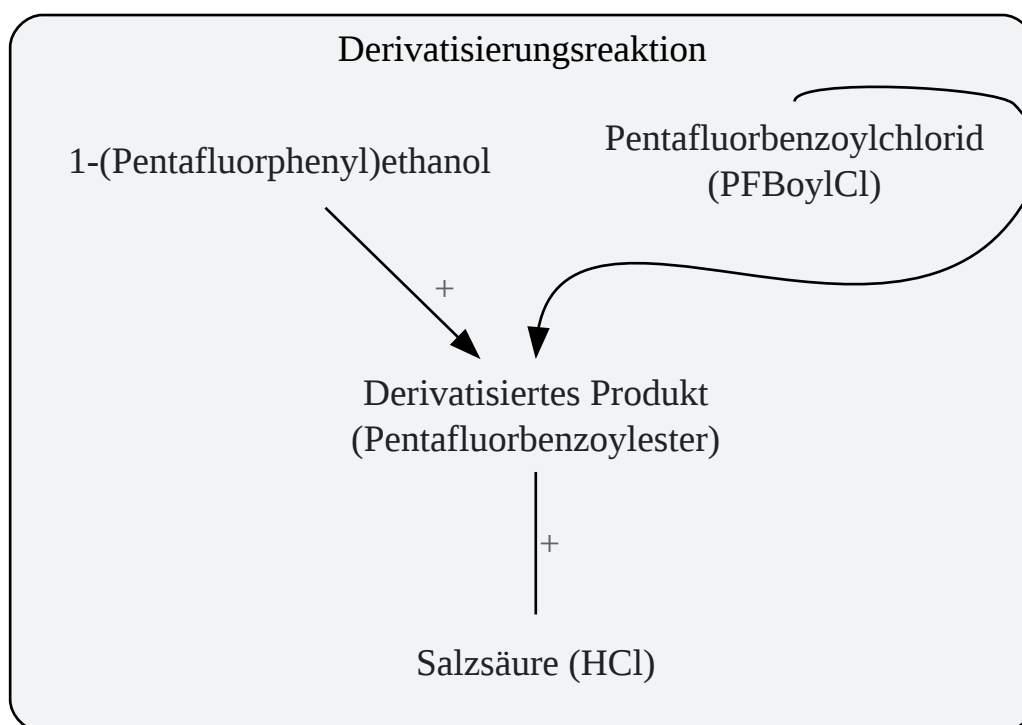 Derivatisierungsreaktion
1-(Pentafluorphenyl)ethanol
Pentafluorbenzoylchlorid
(PFBoylCl)
+
Derivatisiertes Produkt
(Pentafluorbenzoylester)
+
Salzsäure (HCl)